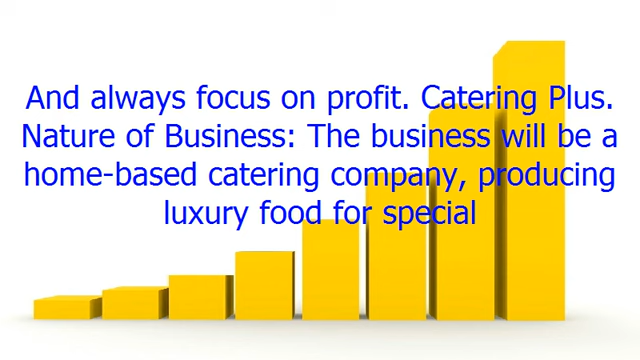 And always focus on profit. Catering Plus.
Nature of Business: The business will be a
home-based catering company, producing
luxury food for special